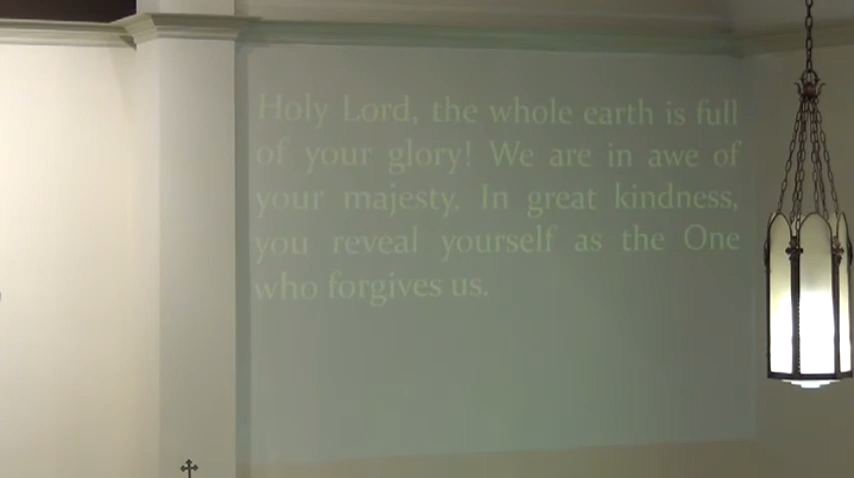 Holy Lord, the whole earth is full
of your glory! We are in awe of
your majesty. In great kindness,
you reveal yourself as the One
who forgives us.